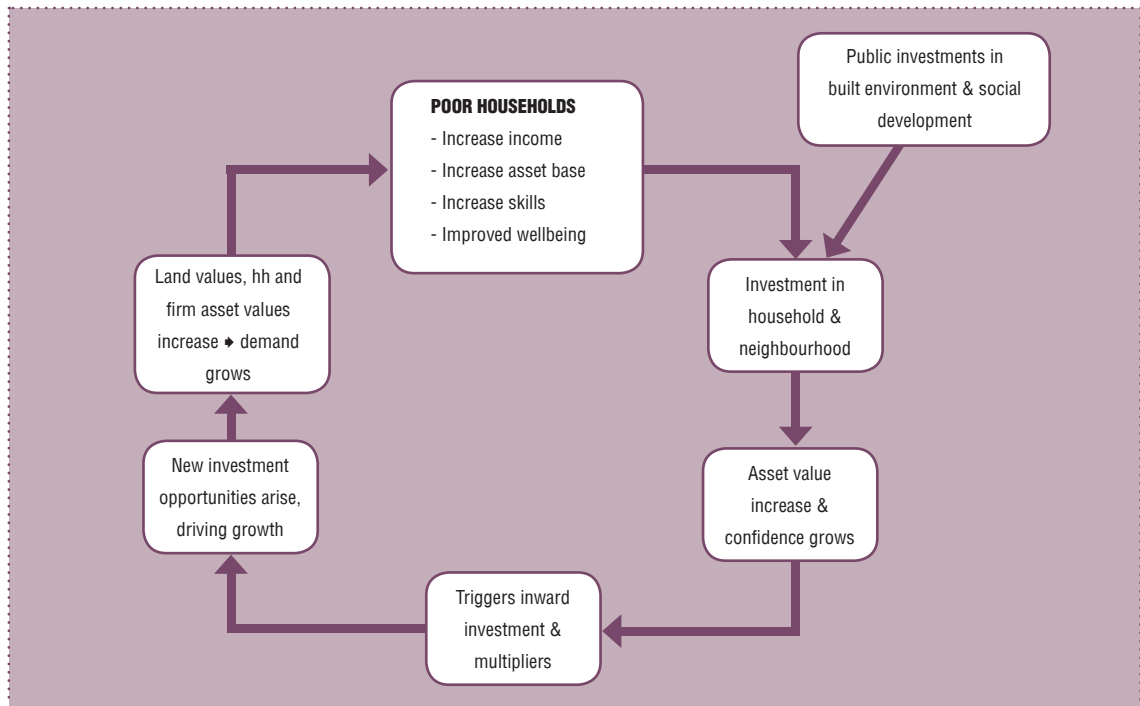 POOR HOUSEHOLDS
- Increase income
- Increase asset base
- Increase skills
- Improved wellbeing
Public investments in
built environment & social
development
Investment in
household &
neighbourhood
Asset value
increase &
confidence grows
Triggers inward
investment &
multipliers
New investment
opportunities arise,
driving growth
Land values, hh and
firm asset values
increase ➧ demand
grows